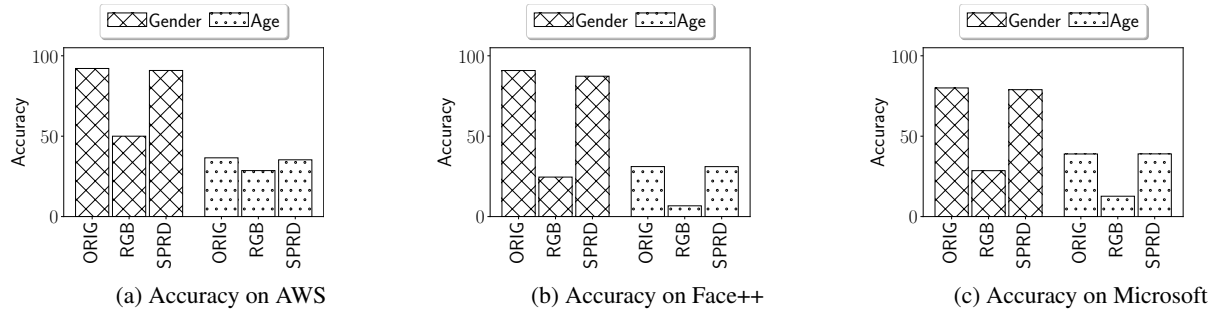 Gender Age
100
50
0
Accuracy
ORIG
RGB
SPRD
ORIG
RGB
SPRD
(a) Accuracy on AWS
Gender Age
100
50
0
Accuracy
ORIG
RGB
SPRD
ORIG
RGB
SPRD
(b) Accuracy on Face++
Gender Age
100
50
0
Accuracy
ORIG
RGB
SPRD
ORIG
RGB
SPRD
(c) Accuracy on Microsoft